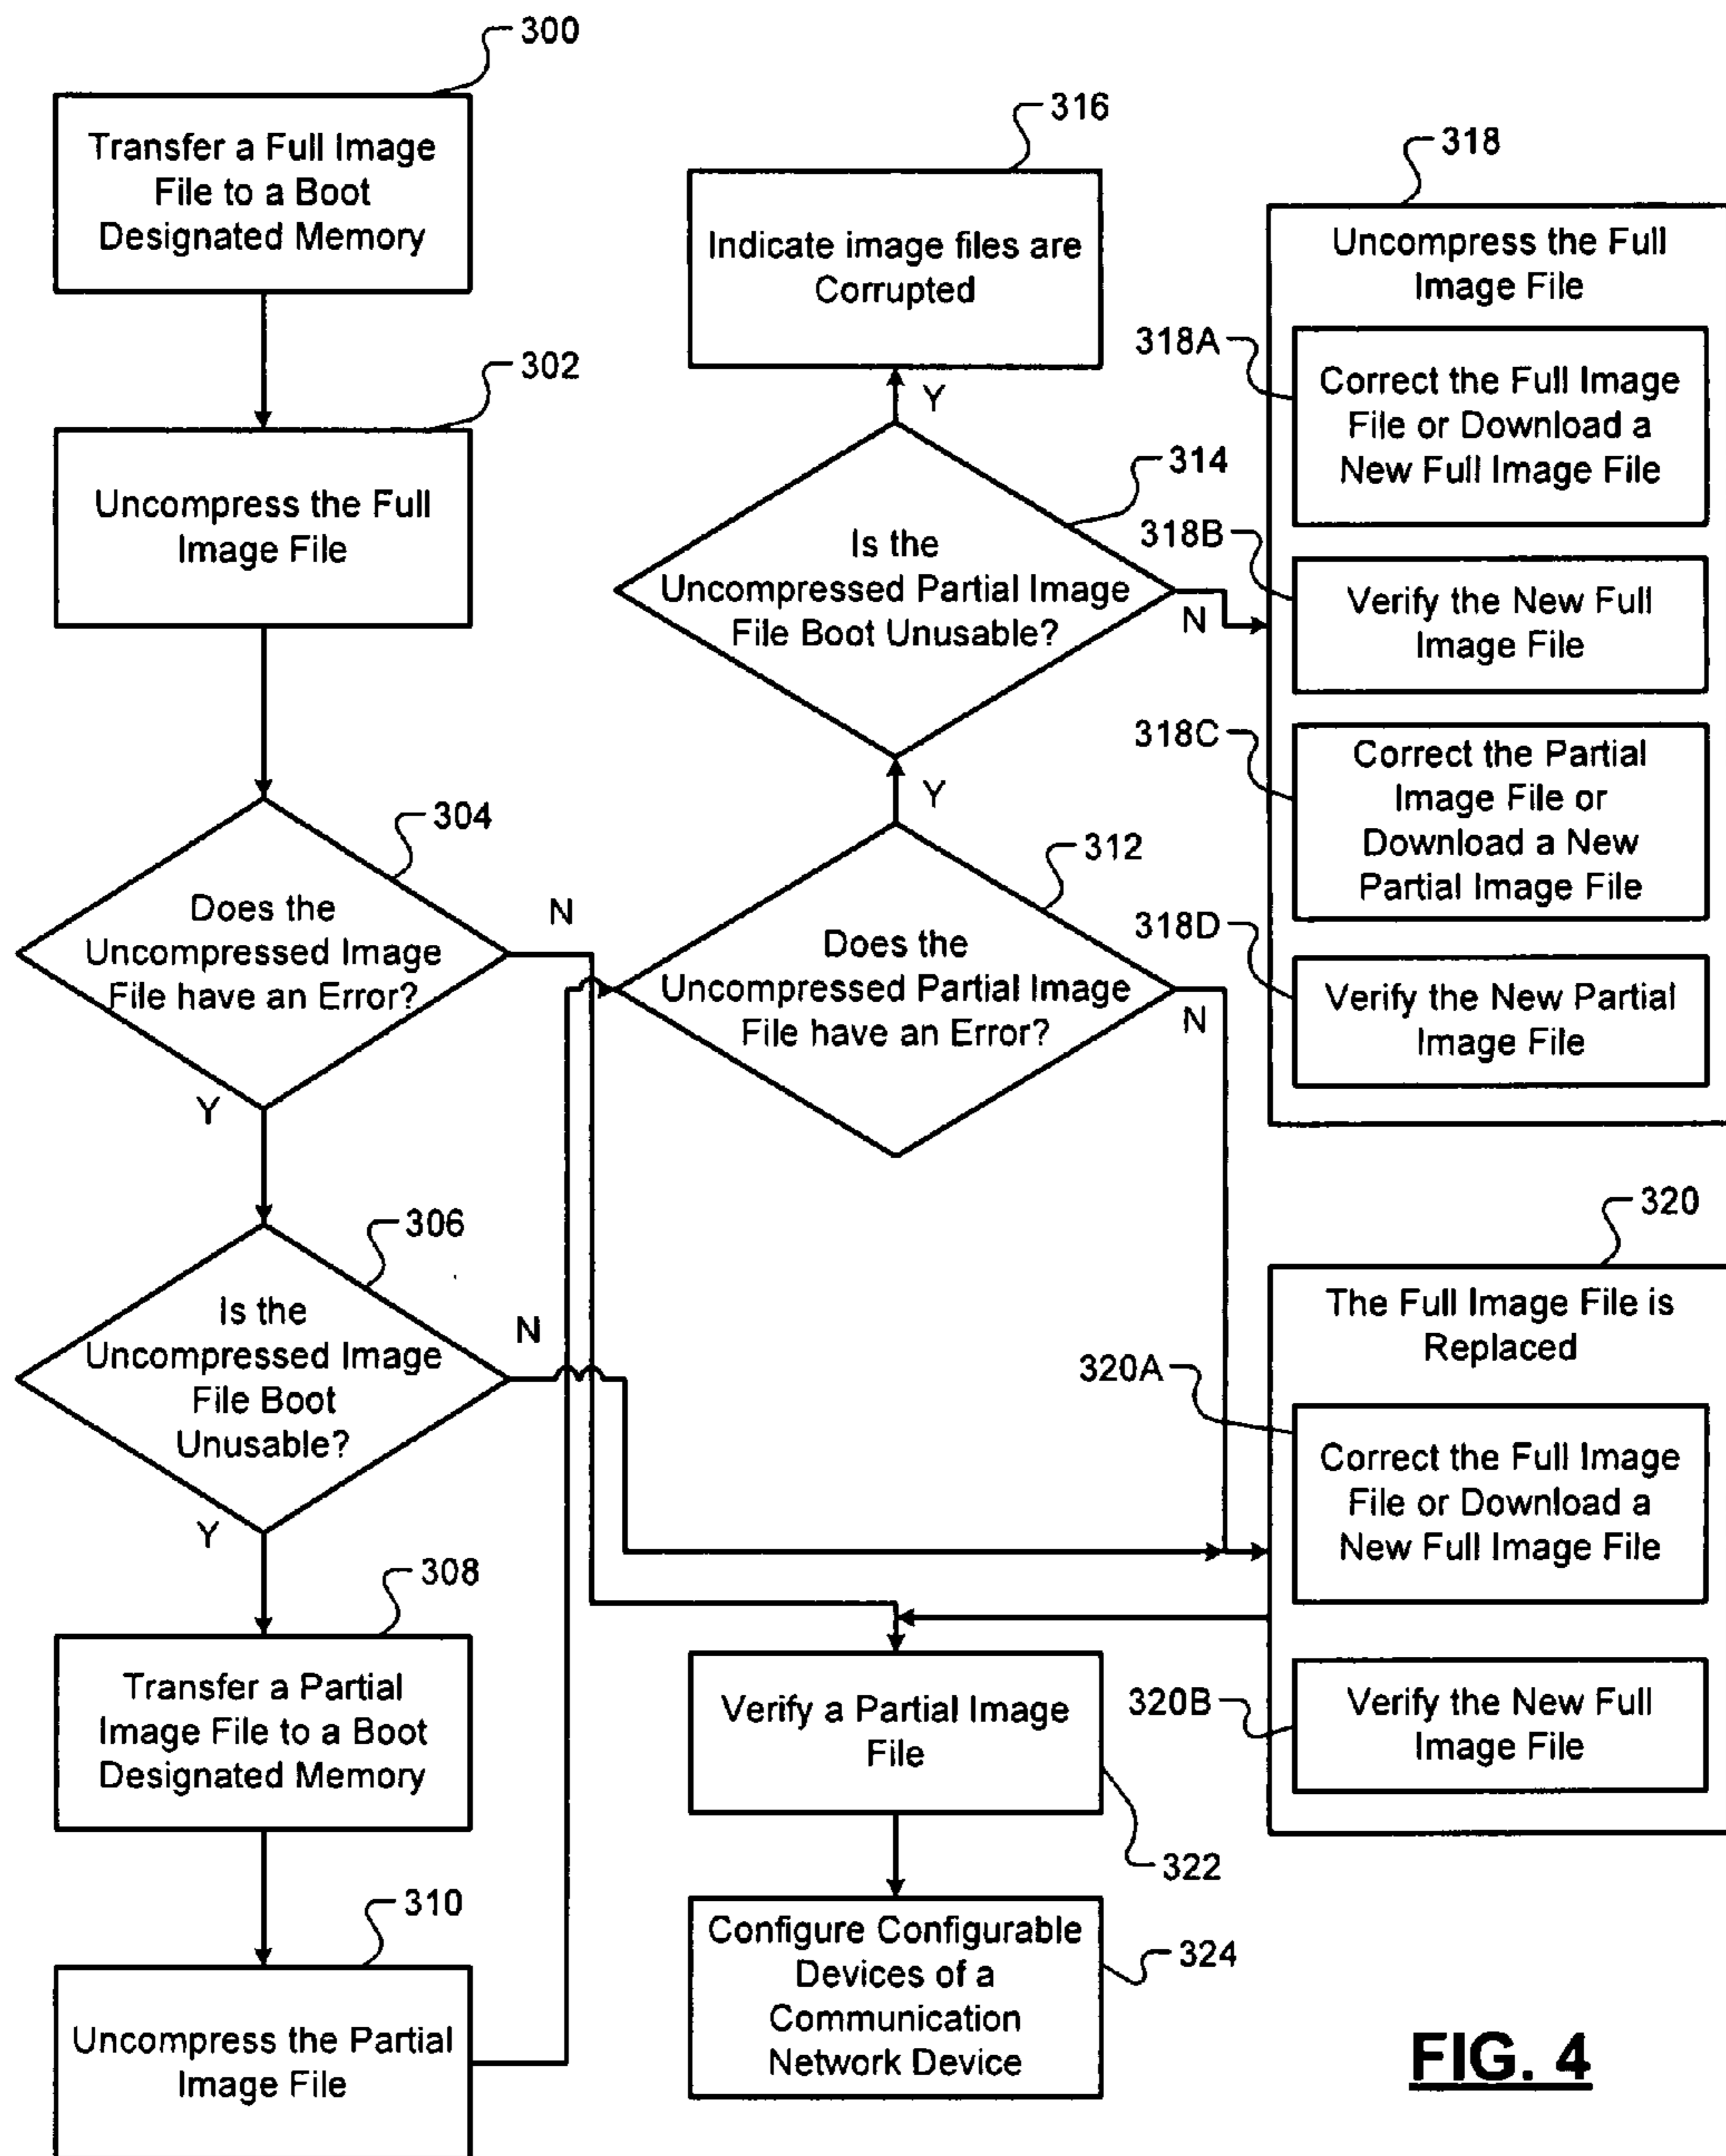 300
Transfer a Full Image
File to a Boot
Designated Memory
302
Uncompress the Full
Image File
304
Does the
Uncompressed Image
File have an Error?
N
Y
306
Is the
Uncompressed Image
File Boot
Unusable?
N
Y
308
Transfer a Partial
Image File to a Boot
Designated Memory
310
Uncompress the Partial
Image File
316
Indicate image files are
Corrupted
Y
314
Is the
Uncompressed Partial Image
File Boot Unusable?
N
Y
312
Does the
Uncompressed Partial Image
File have an Error?
N
318
Uncompress the Full
Image File
318A
Correct the Full Image
File or Download a
New Full Image File
318B
Verify the New Full
Image File
318C
Correct the Partial
Image File or
Download a New
Partial Image File
318D
Verify the New Partial
Image File
320
The Full Image File is
Replaced
320A
Correct the Full Image
File or Download a
New Full Image File
320B
Verify the New Full
Image File
Verify a Partial Image
File
322
Configure Configurable
Devices of a
Communication
Network Device
324
FIG. 4